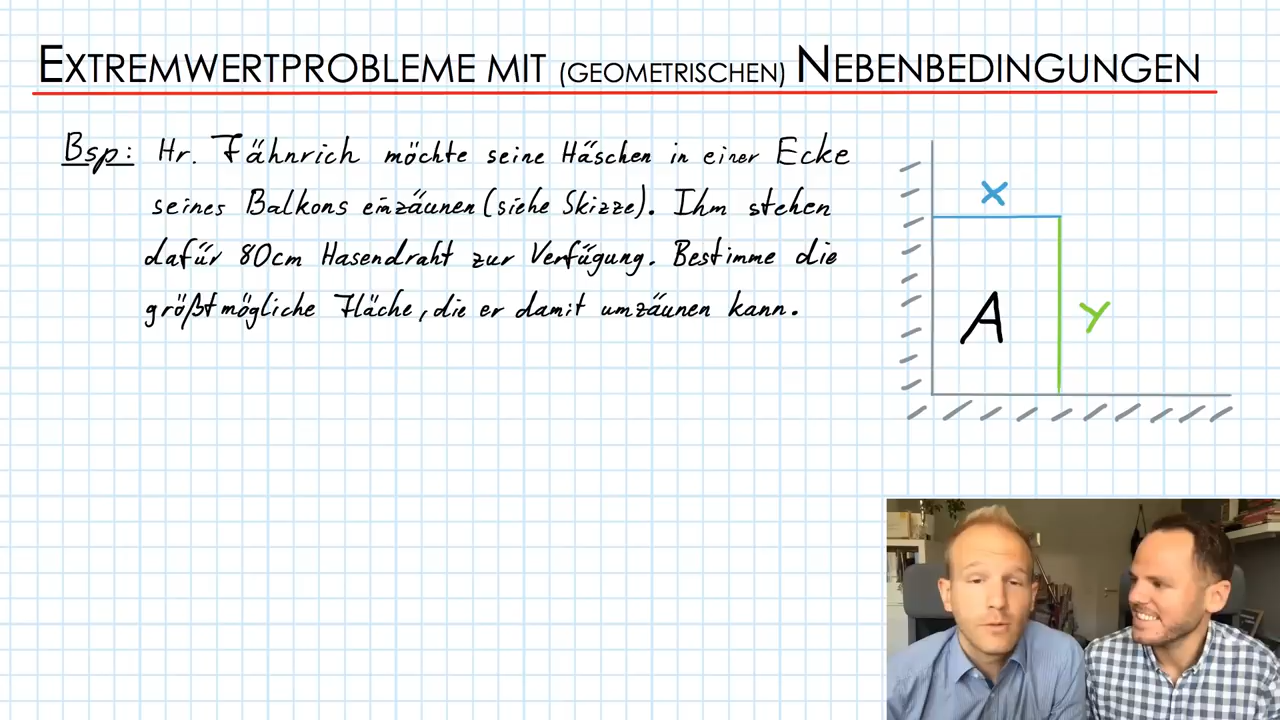 EXTREMWERTPROBLEME MIT (GEOMETRISCHEN) NEBENBEDINGUNGEN
Bsp: Hr. Fähnrich möchte seine Häschen in einer Ecke
seines Balkons einzäunen (siehe Skizze). Ihm stehen
dafür 80cm Hasendraht zur Verfügung. Bestimme die
größtmögliche Fläche, die er damit umzäunen kann.
x
A
y